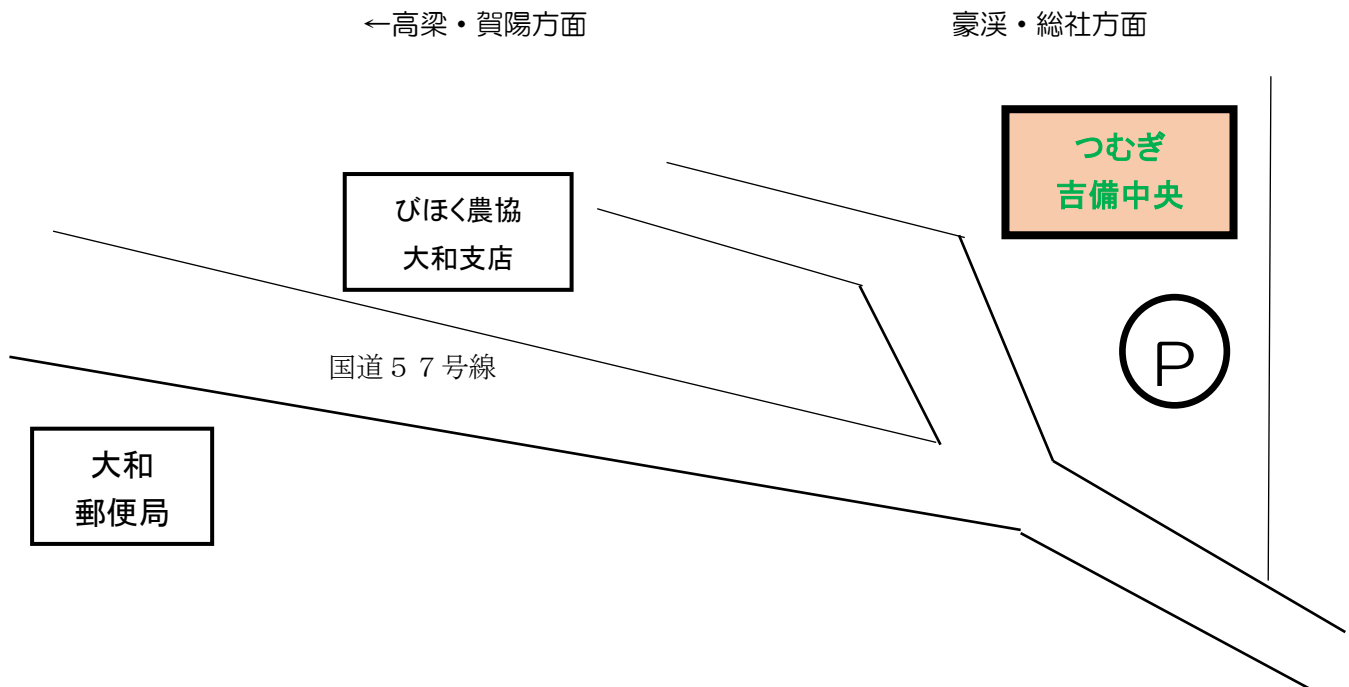 ←高梁・賀陽方面
豪渓・総社方面
つむぎ
吉備中央
びほく農協
大和支店
国道５７号線
P
大和
郵便局